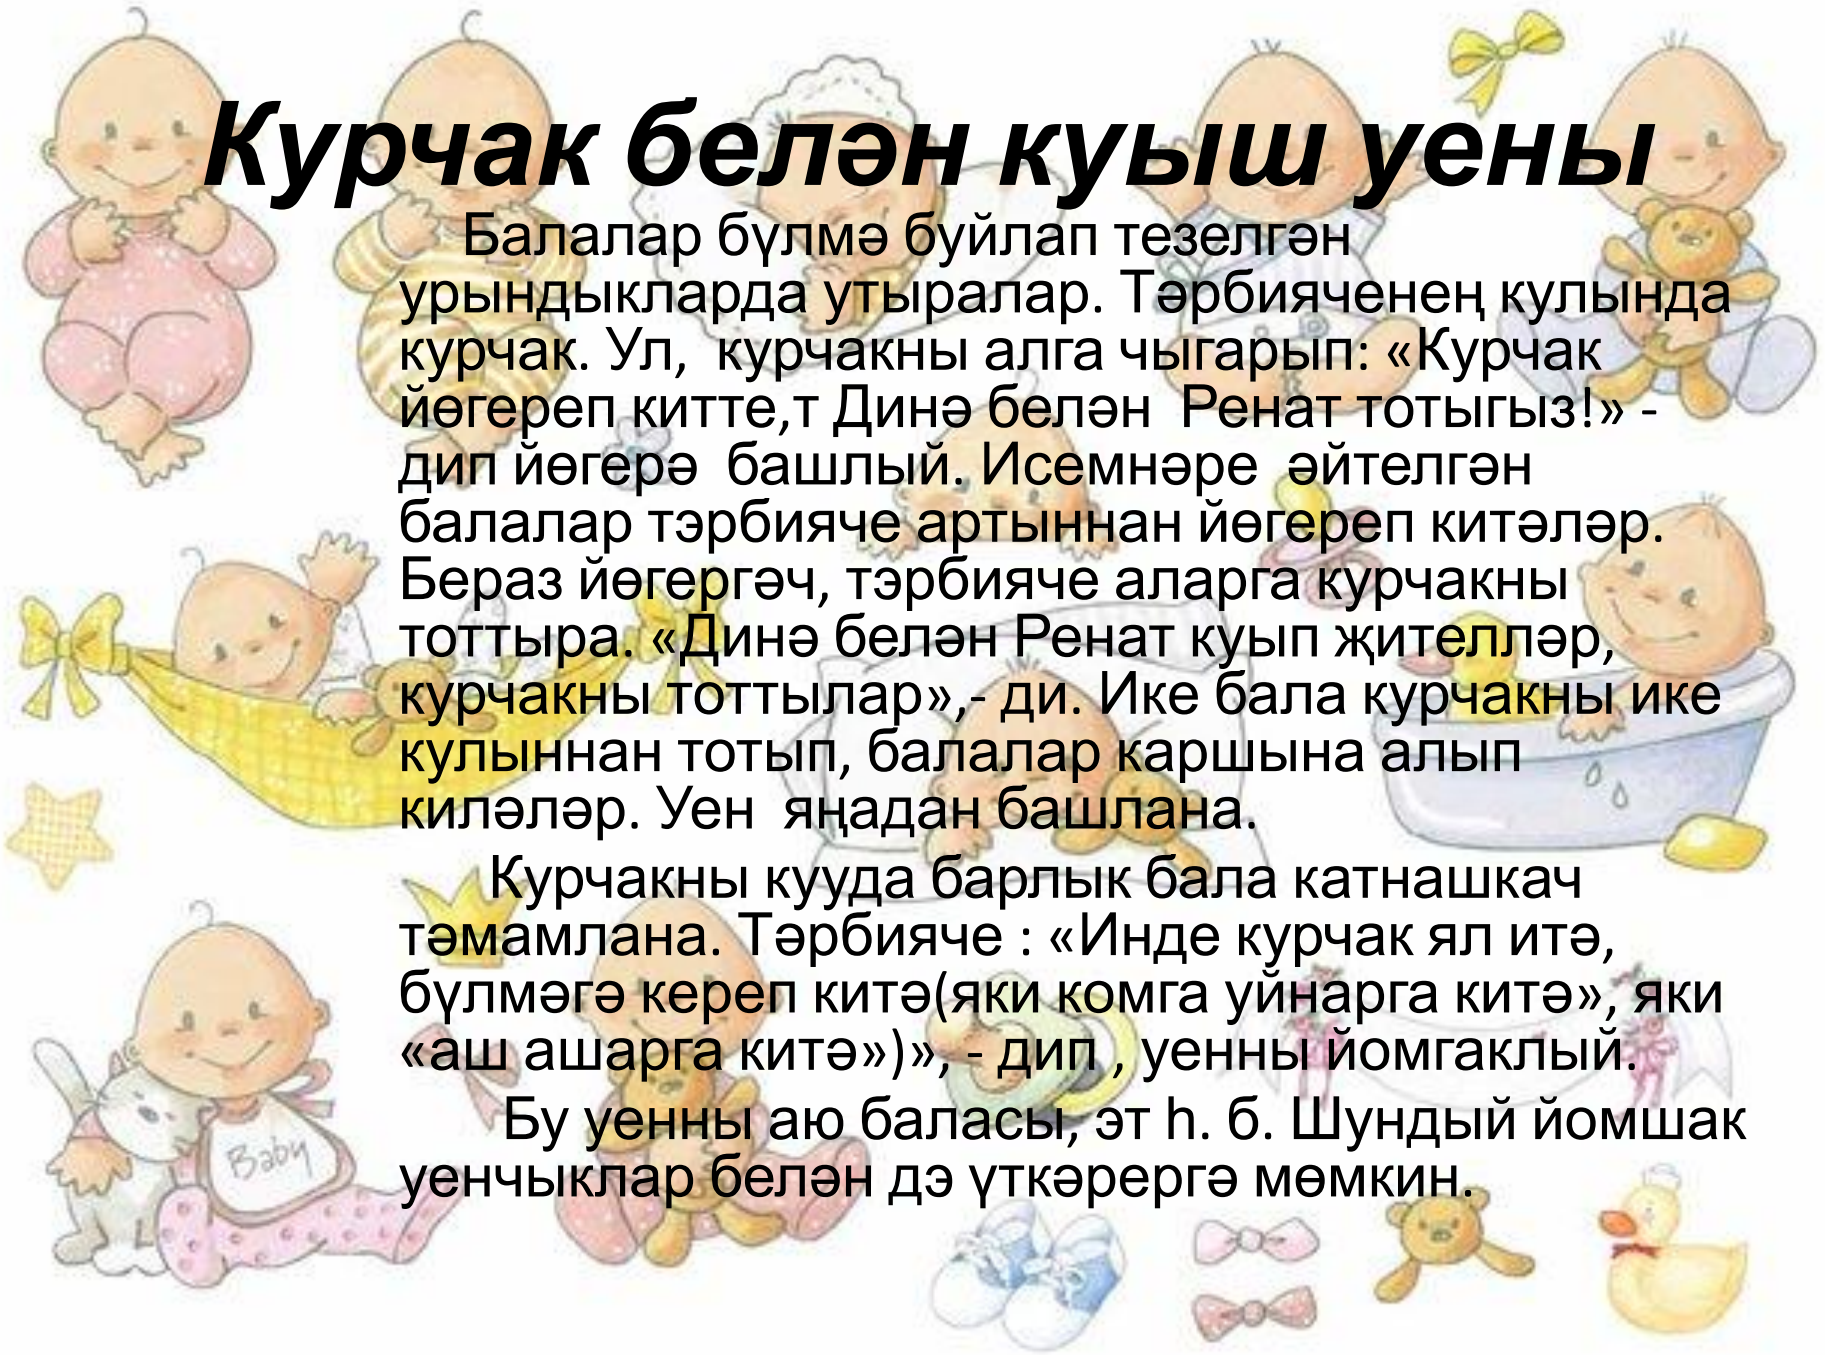 Курчак белән куыш уены
Балалар бүлмә буйлап тезелгән
урындыкларда утыралар. Тәрбияченең кулында
курчак. Ул,  курчакны алга чыгарып: «Курчак
йөгереп китте,т Динә белән  Ренат тотыгыз!» -
дип йөгерә  башлый. Исемнәре  әйтелгән
балалар тэрбияче артыннан йөгереп китәләр.
Бераз йөгергәч, тэрбияче аларга курчакны
тоттыра. «Динә белән Ренат куып җителләр,
курчакны тоттылар»,- ди. Ике бала курчакны ике
кулыннан тотып, балалар каршына алып
киләләр. Уен  яңадан башлана.
Курчакны кууда барлык бала катнашкач
тәмамлана. Тәрбияче : «Инде курчак ял итә,
бүлмәгә кереп китә(яки комга уйнарга китә», яки
«аш ашарга китә»)», - дип , уенны йомгаклый.
Бу уенны аю баласы, эт һ. б. Шундый йомшак
уенчыклар белән дэ үткәрергә мөмкин.
Baby